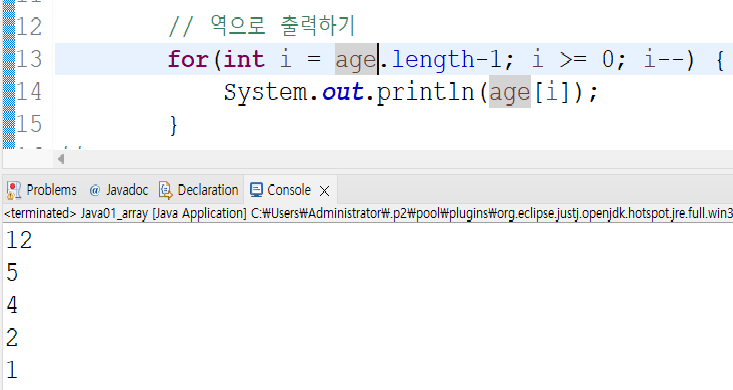 12 // 역으로 출력하기
13 for(int i = age.length-1; i >= 0; i--) {
14 System.out.println(age[i]);
15 }
Problems @ Javadoc Declaration Console
<terminated> Java01_array [Java Application] C:₩Users₩Administrator₩.p2₩pool₩plugins₩org.eclipse.justj.openjdk.hotspot.jre.full.win3
12
5
4
2
1